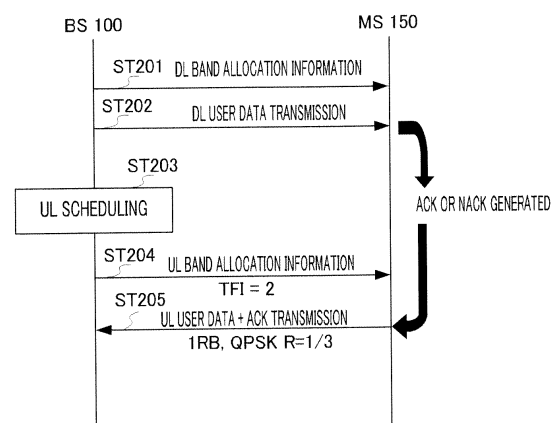 BS 100
MS 150
ST201
DL BAND ALLOCATION INFORMATION
ST202
DL USER DATA TRANSMISSION
ST203
UL SCHEDULING
ACK OR NACK GENERATED
ST204
UL BAND ALLOCATION INFORMATION
TFI = 2
ST205
UL USER DATA + ACK TRANSMISSION
1RB, QPSK R=1/3